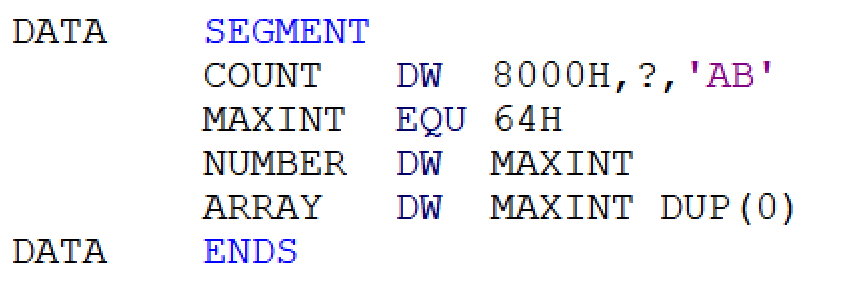 DATA SEGMENT
COUNT DW 8000H,?,'AB'
MAXINT EQU 64H
NUMBER DW MAXINT
ARRAY DW MAXINT DUP(0)
DATA ENDS